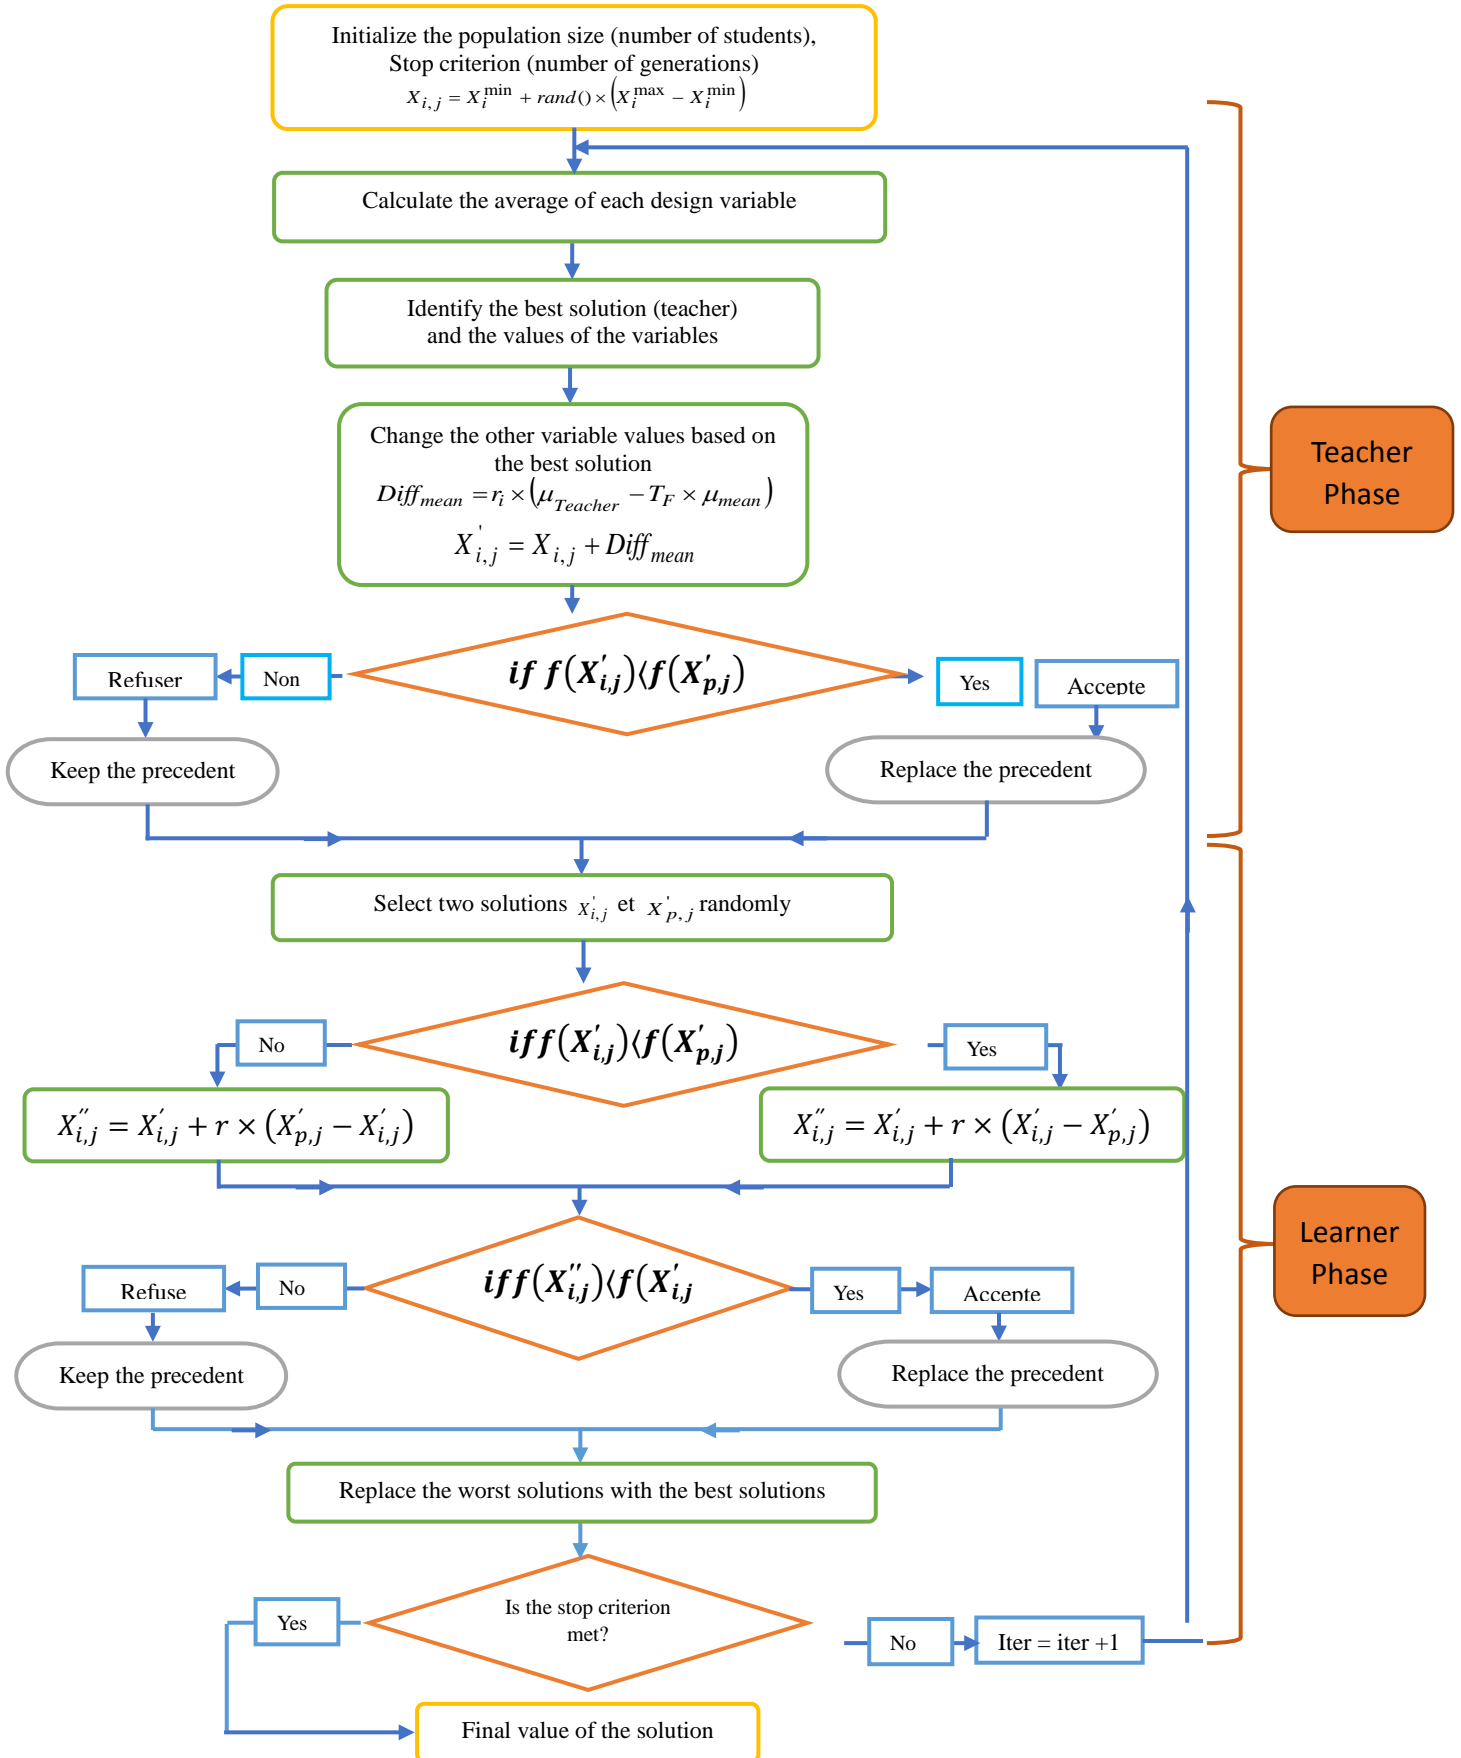 Initialize the population size (number of students),
Stop criterion (number of generations)
X_{i,j} = X_i^{min} + rand() × (X_i^{max} − X_i^{min})
Calculate the average of each design variable
Identify the best solution (teacher)
and the values of the variables
Change the other variable values based on
the best solution
Diff_{mean} = r_i × (μ_{Teacher} − T_F × μ_{mean})
X'_{i,j} = X_{i,j} + Diff_{mean}
Teacher
Phase
if f(X'_{i,j})⟨f(X'_{p,j})
Refuser
Non
Yes
Accepte
Keep the precedent
Replace the precedent
Select two solutions X'_{i,j} et X'_{p,j} randomly
iff(X'_{i,j})⟨f(X'_{p,j})
No
Yes
X''_{i,j} = X'_{i,j} + r × (X'_{p,j} − X'_{i,j})
X''_{i,j} = X'_{i,j} + r × (X'_{i,j} − X'_{p,j})
Learner
Phase
iff(X''_{i,j})⟨f(X'_{i,j}
Refuse
No
Yes
Accepte
Keep the precedent
Replace the precedent
Replace the worst solutions with the best solutions
Is the stop criterion
met?
Yes
No
Iter = iter +1
Final value of the solution